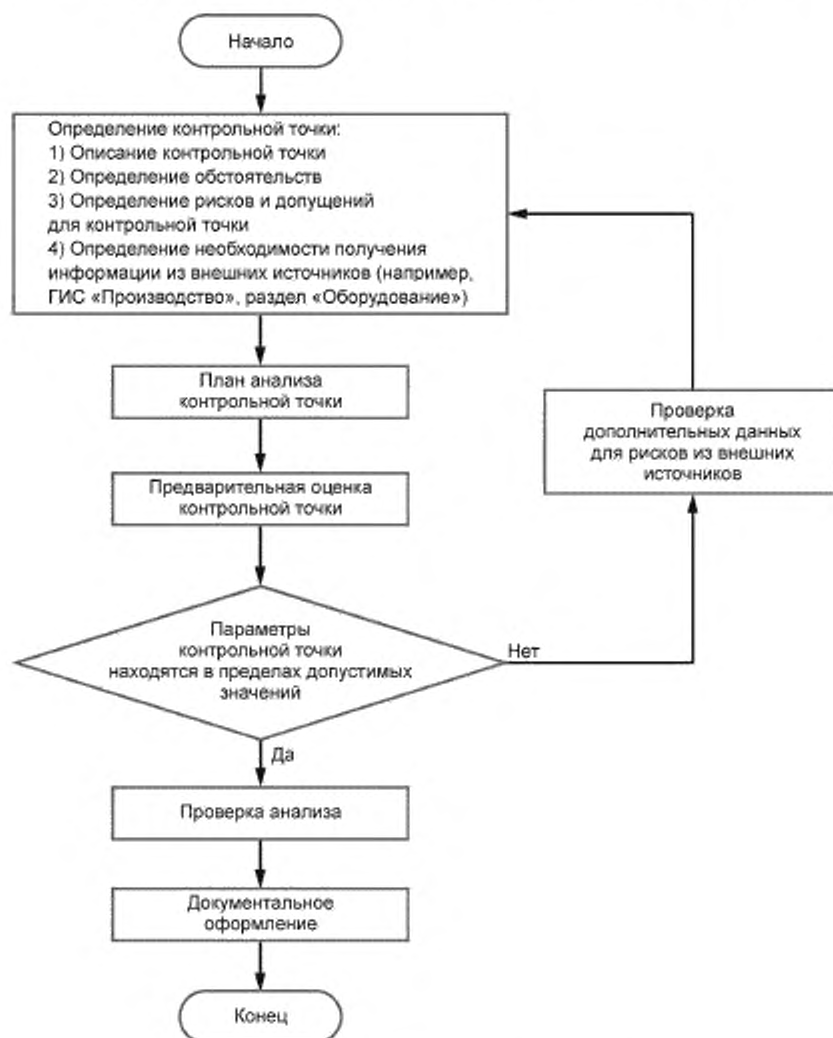 Начало
Определение контрольной точки:
1) Описание контрольной точки
2) Определение обстоятельств
3) Определение рисков и допущений
для контрольной точки
4) Определение необходимости получения
информации из внешних источников (например,
ГИС «Производство», раздел «Оборудование»)
План анализа
контрольной точки
Предварительная оценка
контрольной точки
Проверка
дополнительных данных
для рисков из внешних
источников
Параметры
контрольной точки
находятся в пределах допустимых
значений
Нет
Да
Проверка анализа
Документальное
оформление
Конец